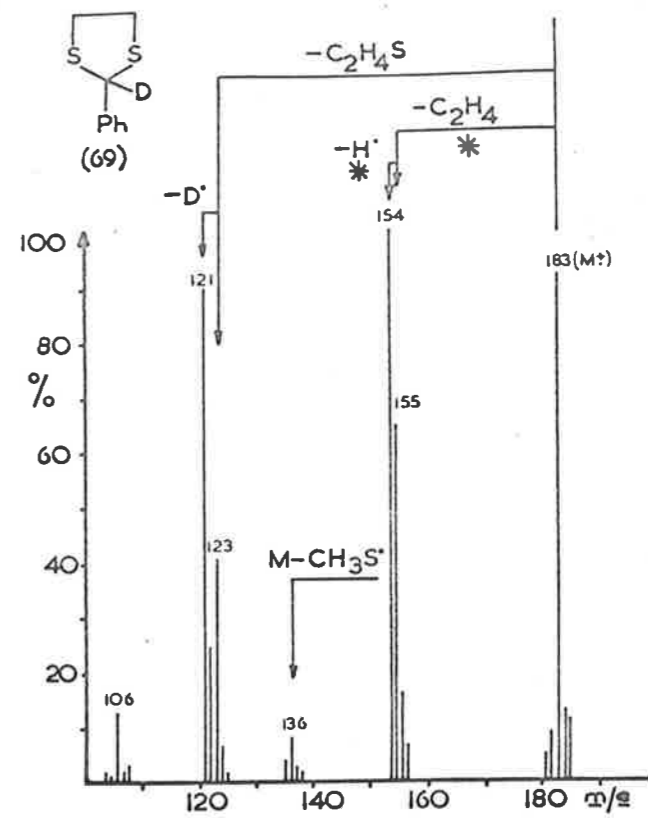 S S
D
Ph
(69)
–C₂H₄S
–C₂H₄
–H•
*
*
–D•
154
100
183(M⁺)
121
80
%
155
60
123
M–CH₃S•
40
20
106
136
120 140 160 180 m/e